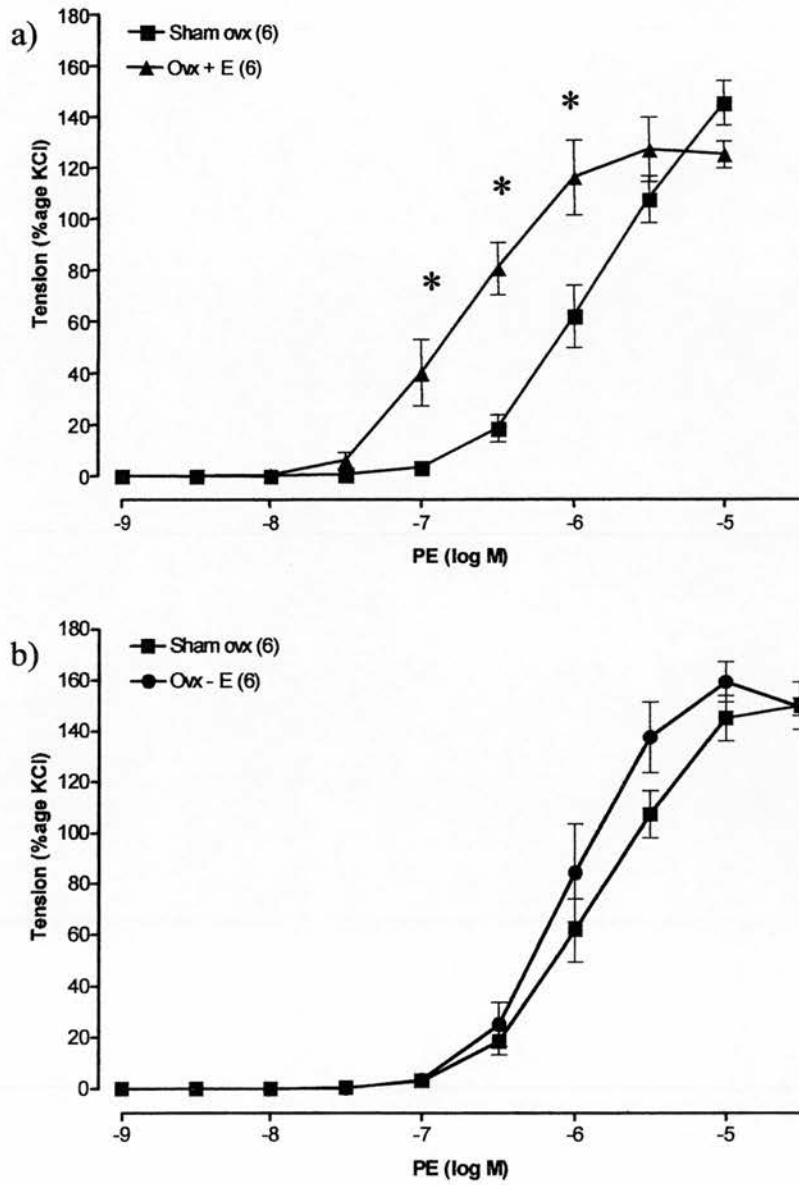 a)
Sham ovx (6)
Ovx + E (6)
180
160
140
120
100
80
60
40
20
0
Tension (%age KCl)
* * *
-9 -8 -7 -6 -5
PE (log M)
b)
Sham ovx (6)
Ovx - E (6)
180
160
140
120
100
80
60
40
20
0
Tension (%age KCl)
-9 -8 -7 -6 -5
PE (log M)